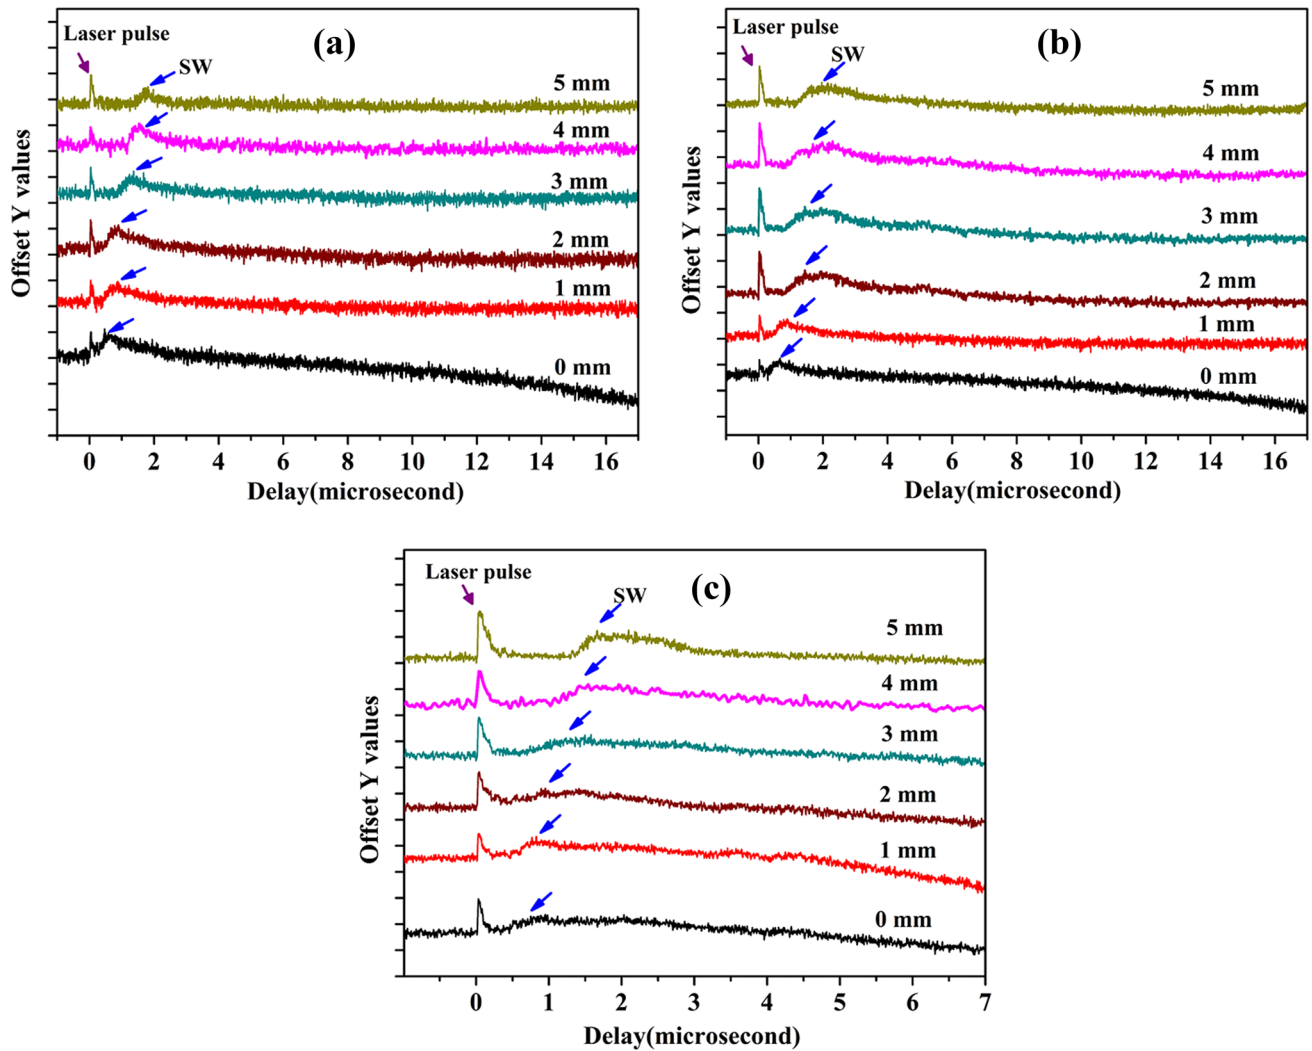 (a)
Laser pulse
SW
5 mm
4 mm
3 mm
2 mm
1 mm
0 mm
Offset Y values
0 2 4 6 8 10 12 14 16
Delay(microsecond)
(b)
Laser pulse
SW
5 mm
4 mm
3 mm
2 mm
1 mm
0 mm
Offset Y values
0 2 4 6 8 10 12 14 16
Delay(microsecond)
(c)
Laser pulse
SW
5 mm
4 mm
3 mm
2 mm
1 mm
0 mm
Offset Y values
0 1 2 3 4 5 6 7
Delay(microsecond)